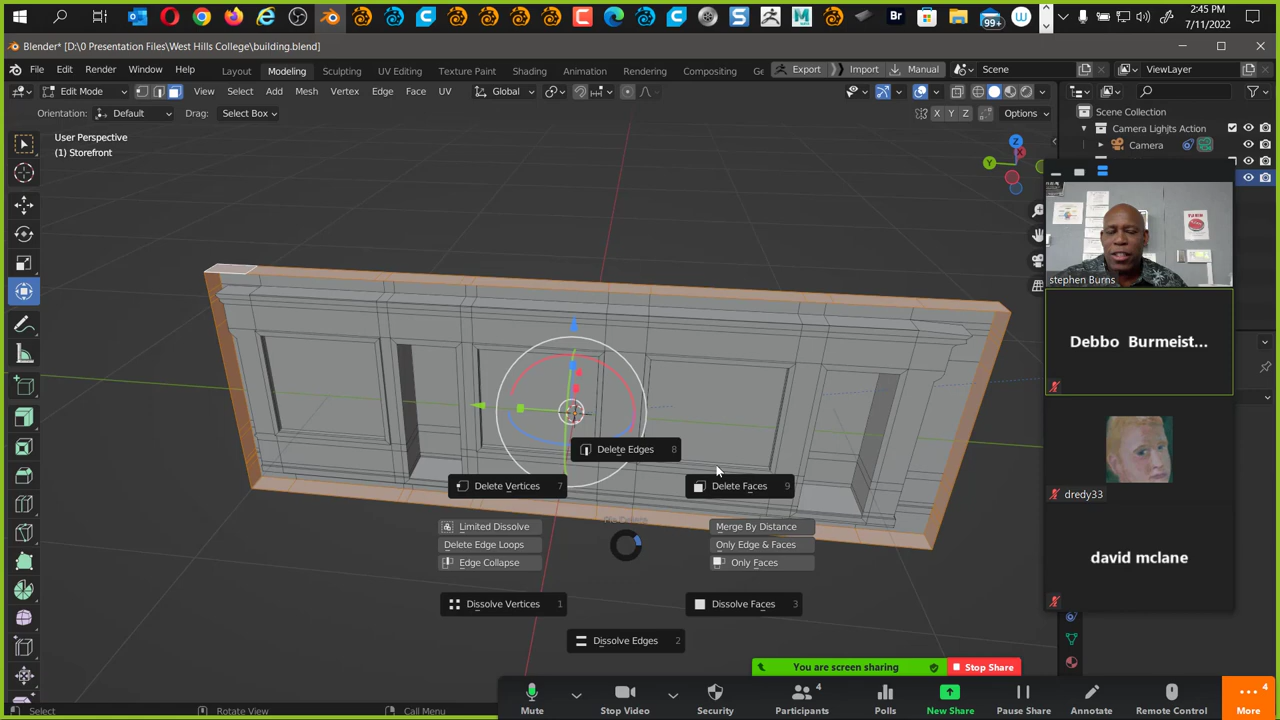 2:45 PM
7/11/2022
99+
Br
Blender* [D:\0 Presentation Files\West Hills College\building.blend]
File Edit Render Window Help Layout Modeling Sculpting UV Editing Texture Paint Shading Animation Rendering Compositing Ge Export Import Manual Scene ViewLayer
Edit Mode View Select Add Mesh Vertex Edge Face UV Global
Orientation: Default Drag: Select Box X Y Z Options
User Perspective
(1) Storefront
Scene Collection
Camera Lights Action
Camera
Z
Y
X
stephen Burns
Debbo Burmeist...
dredy33
david mclane
Delete Edges 8
Delete Vertices 7
Delete Faces 9
Limited Dissolve
Merge By Distance
Delete Edge Loops
Only Edge & Faces
Edge Collapse
Only Faces
Dissolve Vertices 1
Dissolve Faces 3
Dissolve Edges 2
You are screen sharing Stop Share
Mute Stop Video Security Participants 4 Polls New Share Pause Share Annotate Remote Control More 4
Select Rotate View Call Menu